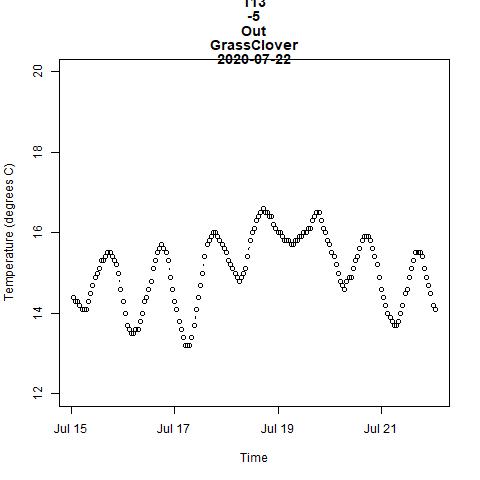 T13
-5
Out
GrassClover
2020-07-22
Temperature (degrees C)
20
18
16
14
12
Jul 15 Jul 17 Jul 19 Jul 21
Time